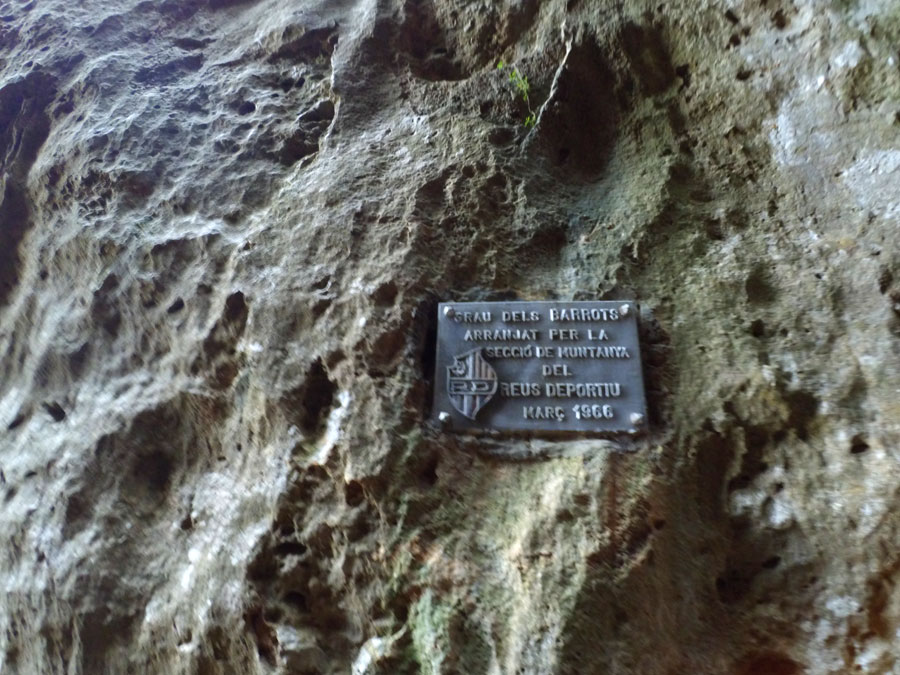 GRAU DELS BARROTS
ARRANJAT PER LA
SECCIÓ DE MUNTANYA
DEL
REUS DEPORTIU
MARÇ 1966